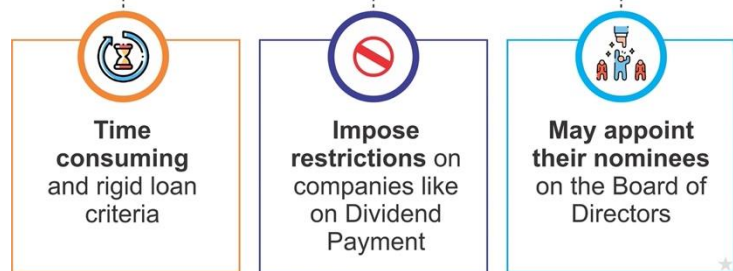 Time
consuming
and rigid loan
criteria
Impose
restrictions on
companies like
on Dividend
Payment
May appoint
their nominees
on the Board of
Directors